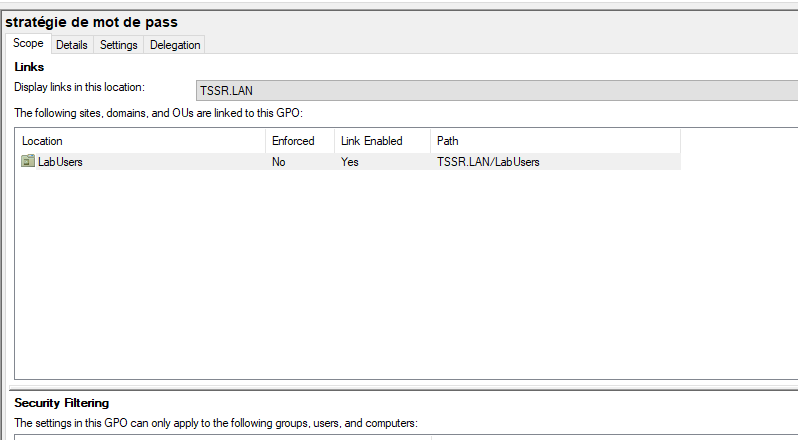 stratégie de mot de pass
Scope Details Settings Delegation
Links
Display links in this location: TSSR.LAN
The following sites, domains, and OUs are linked to this GPO:
Location Enforced Link Enabled Path
LabUsers No Yes TSSR.LAN/LabUsers
Security Filtering
The settings in this GPO can only apply to the following groups, users, and computers: